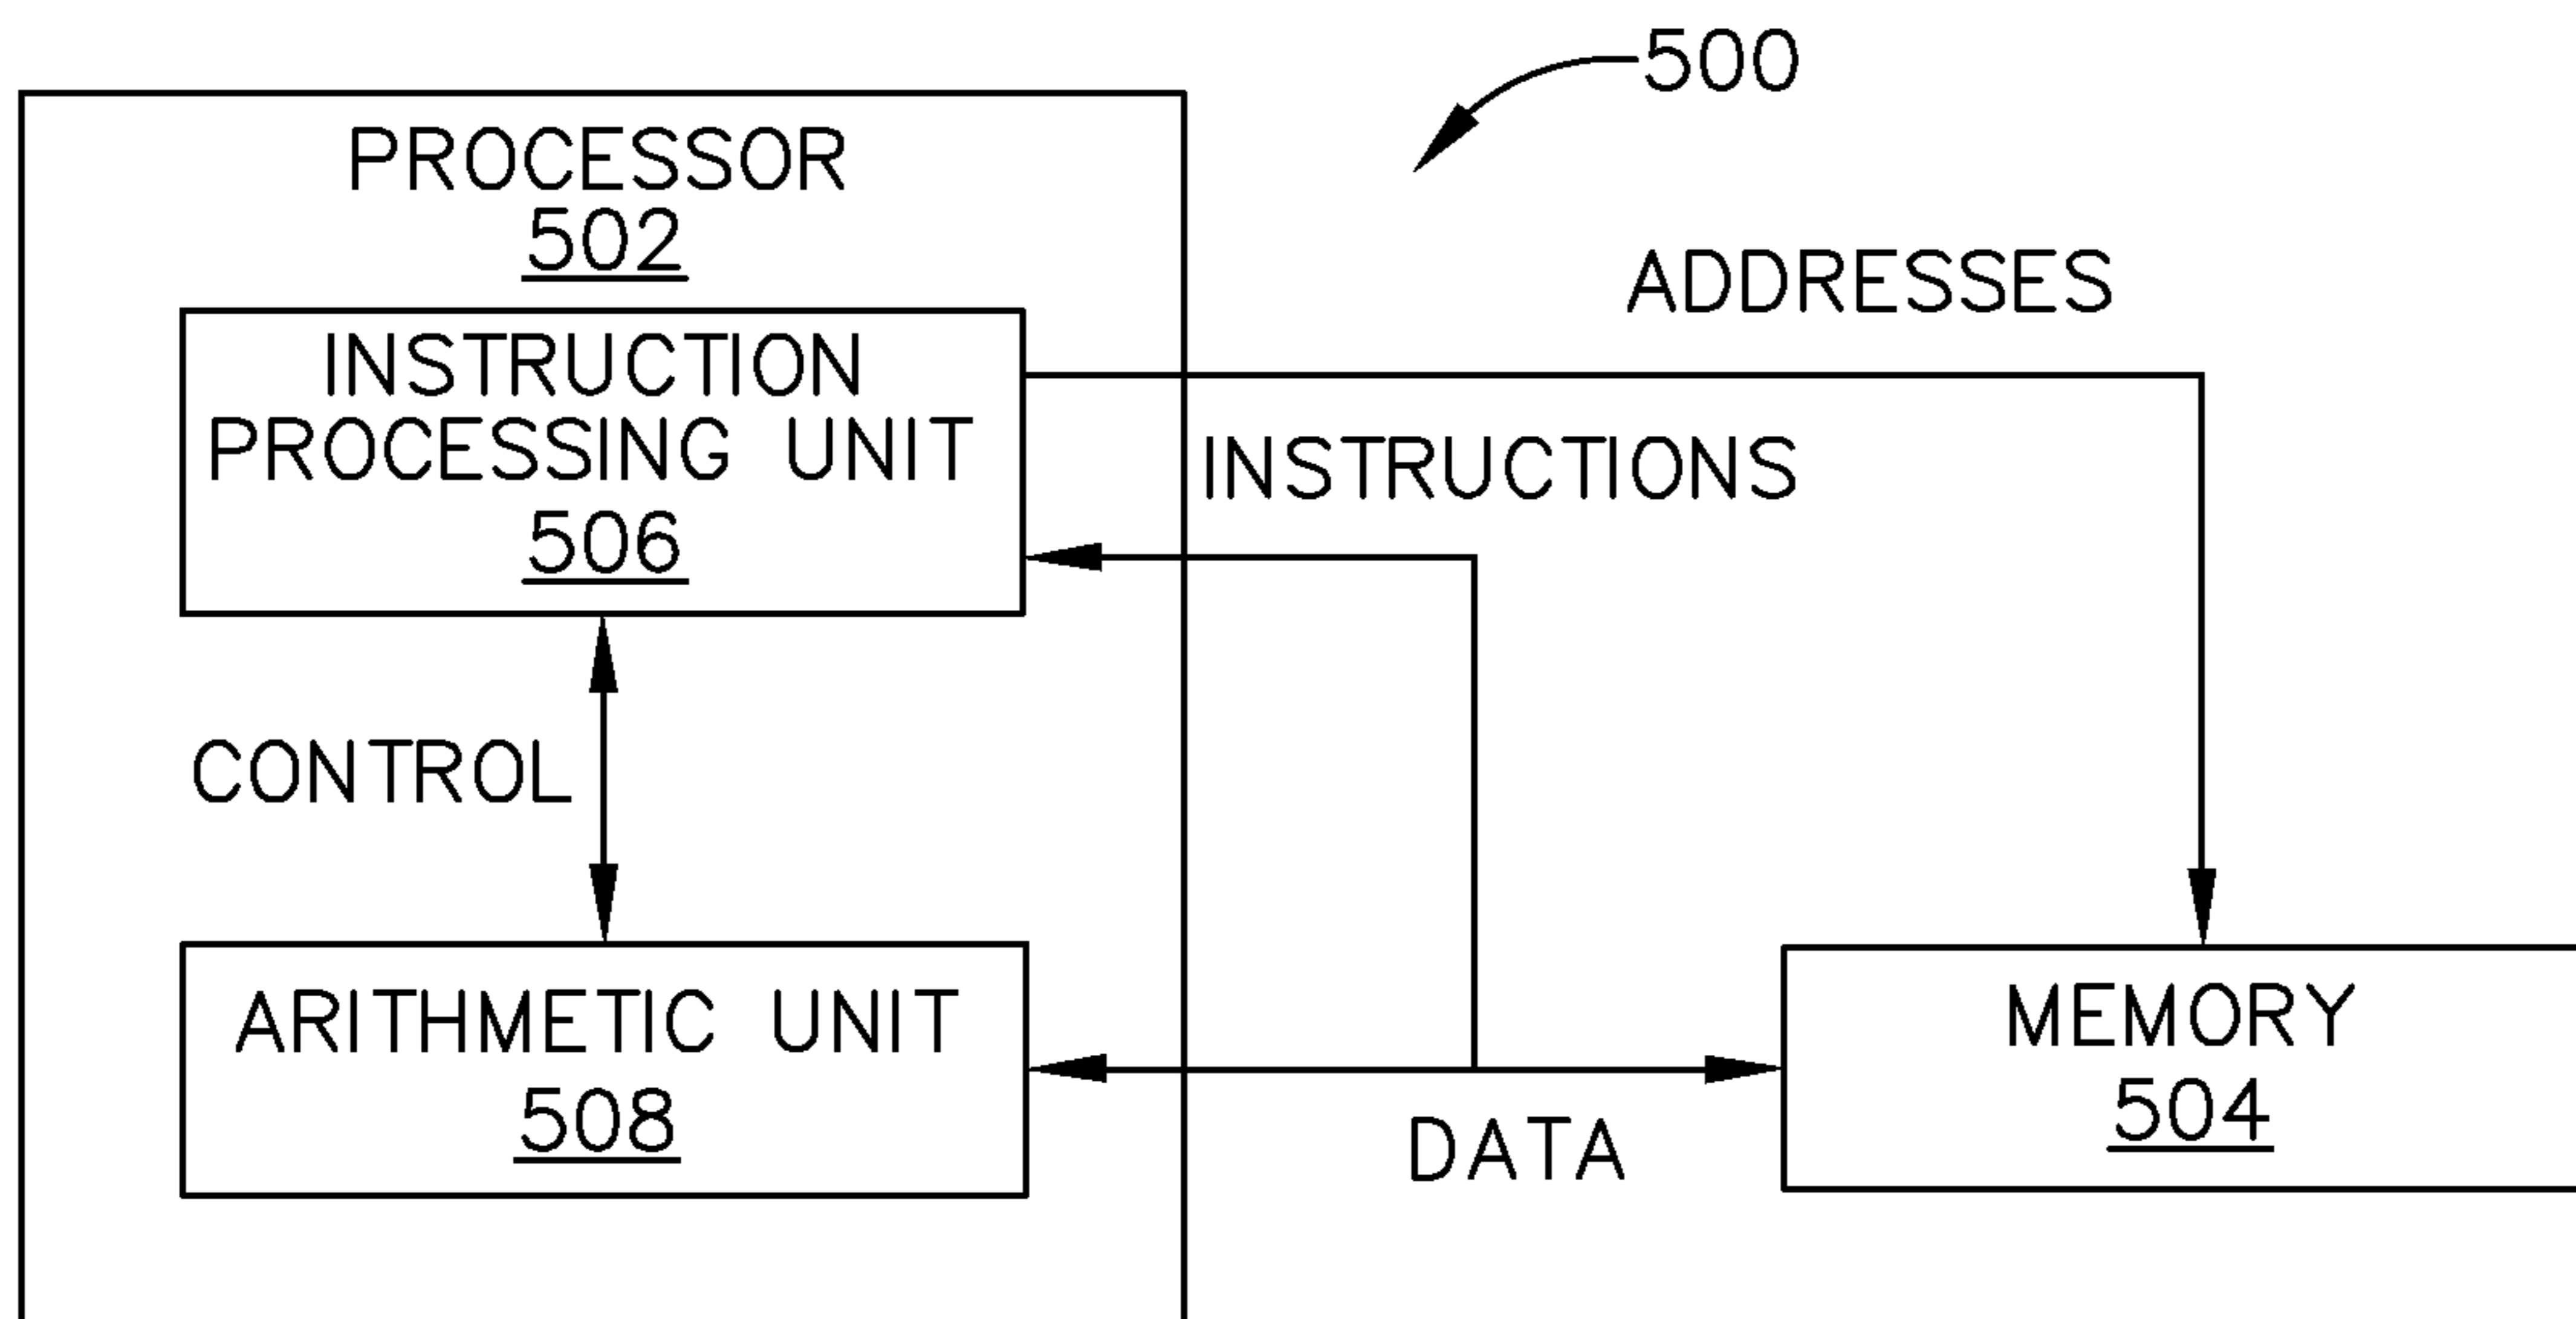 500
PROCESSOR
502
ADDRESSES
INSTRUCTION
PROCESSING UNIT
506
INSTRUCTIONS
CONTROL
ARITHMETIC UNIT
508
MEMORY
504
DATA